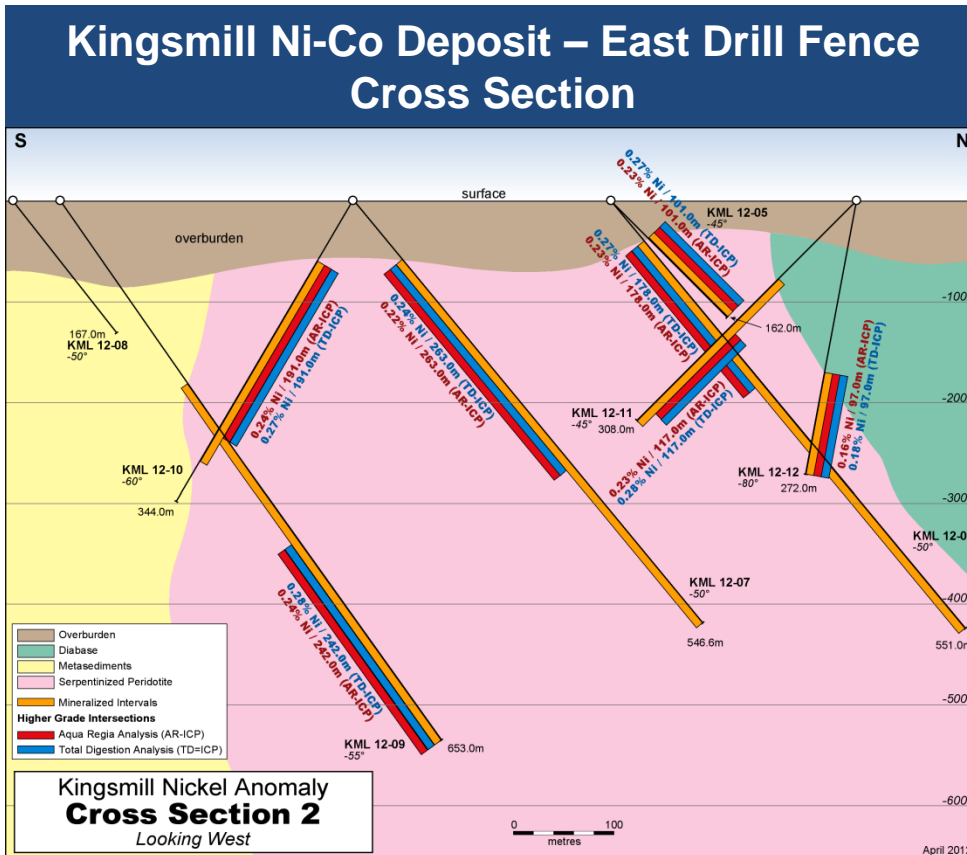 Kingsmill Ni-Co Deposit – East Drill Fence
Cross Section
S
N
surface
overburden
0.27% Ni / 101.0m (TD-ICP)
0.23% Ni / 101.0m (AR-ICP)
KML 12-05
-45°
162.0m
0.27% Ni / 178.0m (TD-ICP)
0.23% Ni / 178.0m (AR-ICP)
167.0m
KML 12-08
-50°
0.24% Ni / 191.0m (AR-ICP)
0.27% Ni / 191.0m (TD-ICP)
0.24% Ni / 263.0m (TD-ICP)
0.22% Ni / 263.0m (AR-ICP)
KML 12-11
-45°
308.0m
0.23% Ni / 117.0m (AR-ICP)
0.28% Ni / 117.0m (TD-ICP)
0.16% Ni / 97.0m (AR-ICP)
0.18% Ni / 97.0m (TD-ICP)
KML 12-12
-80°
272.0m
KML 12-10
-60°
344.0m
KML 12-0
-50°
551.0m
KML 12-07
-50°
546.6m
0.28% Ni / 242.0m (TD-ICP)
0.24% Ni / 242.0m (AR-ICP)
KML 12-09
-55°
653.0m
-100
-200
-300
-400
-500
-600
Overburden
Diabase
Metasediments
Serpentinized Peridotite
Mineralized Intervals
Higher Grade Intersections
Aqua Regia Analysis (AR-ICP)
Total Digestion Analysis (TD=ICP)
Kingsmill Nickel Anomaly
Cross Section 2
Looking West
0 100
metres
April 2012